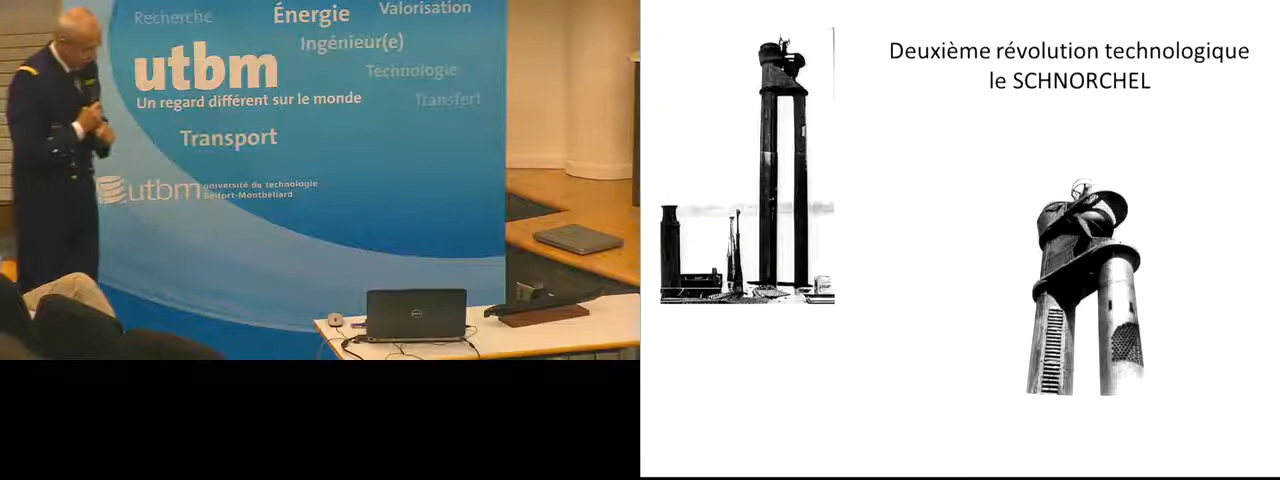 Recherche
Énergie
Valorisation
Ingénieur(e)
utbm
Technologie
Un regard différent sur le monde
Transfert
Transport
utbm université de technologie
Belfort-Montbéliard
DELL
Deuxième révolution technologique
le SCHNORCHEL